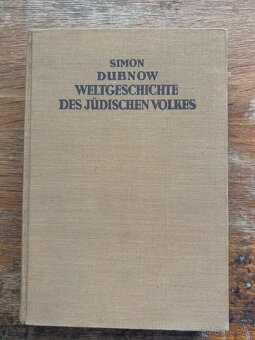 SIMON
DUBNOW
WELTGESCHICHTE
DES JÜDISCHEN VOLKES